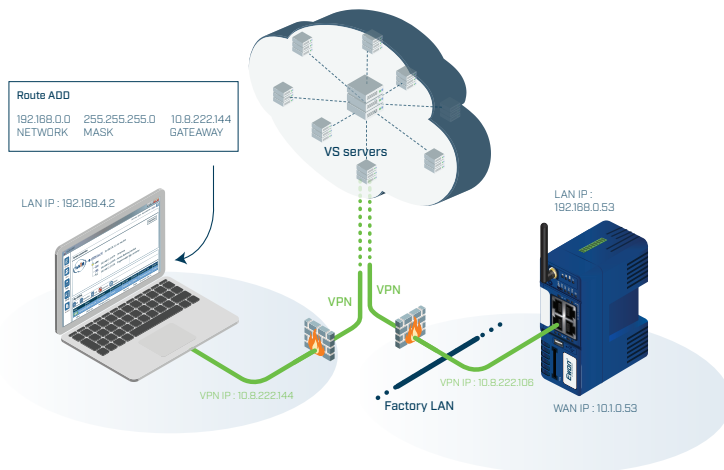 Route ADD
192.168.0.0 255.255.255.0 10.8.222.144
NETWORK MASK GATEAWAY
VS servers
LAN IP : 192.168.4.2
LAN IP :
192.168.0.53
VPN
VPN
VPN IP : 10.8.222.144
VPN IP : 10.8.222.106
Factory LAN
Ewon
WAN IP : 10.1.0.53